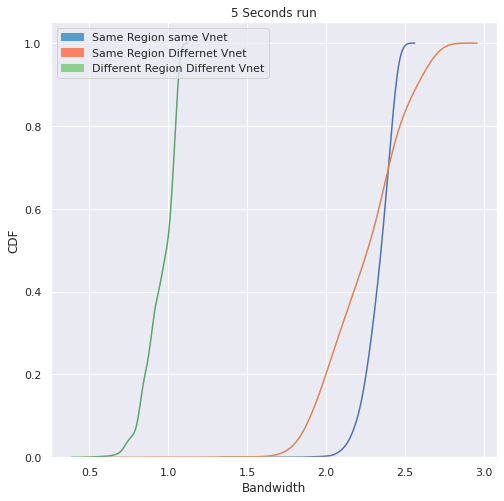 5 Seconds run
Same Region same Vnet
Same Region Differnet Vnet
Different Region Different Vnet
CDF
1.0
0.8
0.6
0.4
0.2
0.0
0.5 1.0 1.5 2.0 2.5 3.0
Bandwidth